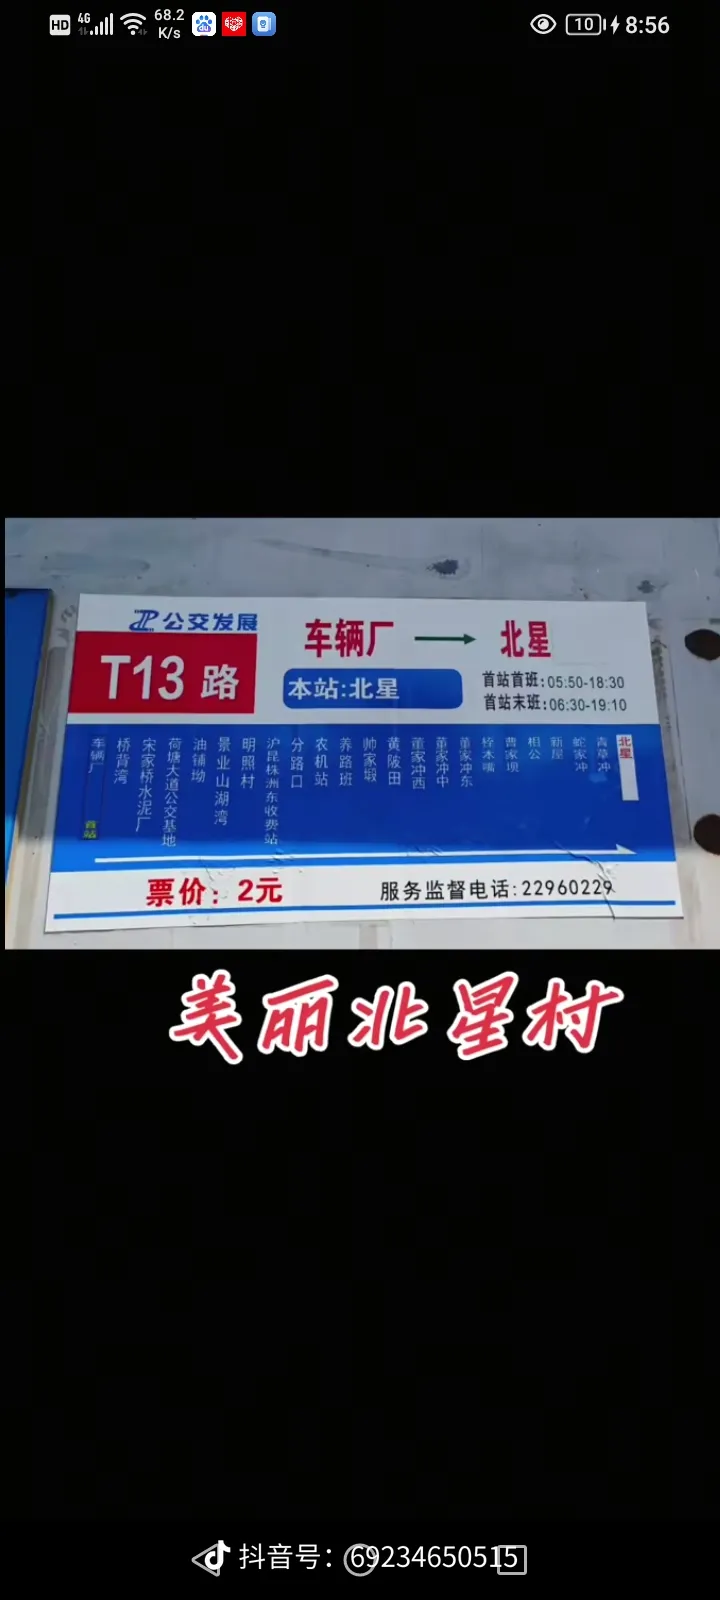 HD 4G 68.2 K/s du 10 8:56
公交发展
T13 路
车辆厂 → 北星
本站:北星
首站首班:05:50-18:30
首站末班:06:30-19:10
车辆厂 首站
桥背湾
宋家桥水泥厂
荷塘大道公交基地
油铺坳
景业山湖湾
明照村
沪昆株洲东收费站
分路口
农机站
养路班
帅家塅
黄陂田
董家冲西
董家冲中
董家冲东
曹家坝
相公
新屋
蛇家冲
青草冲
北星
票价：2元
服务监督电话:22960229
美丽北星村
抖音号：69234650515